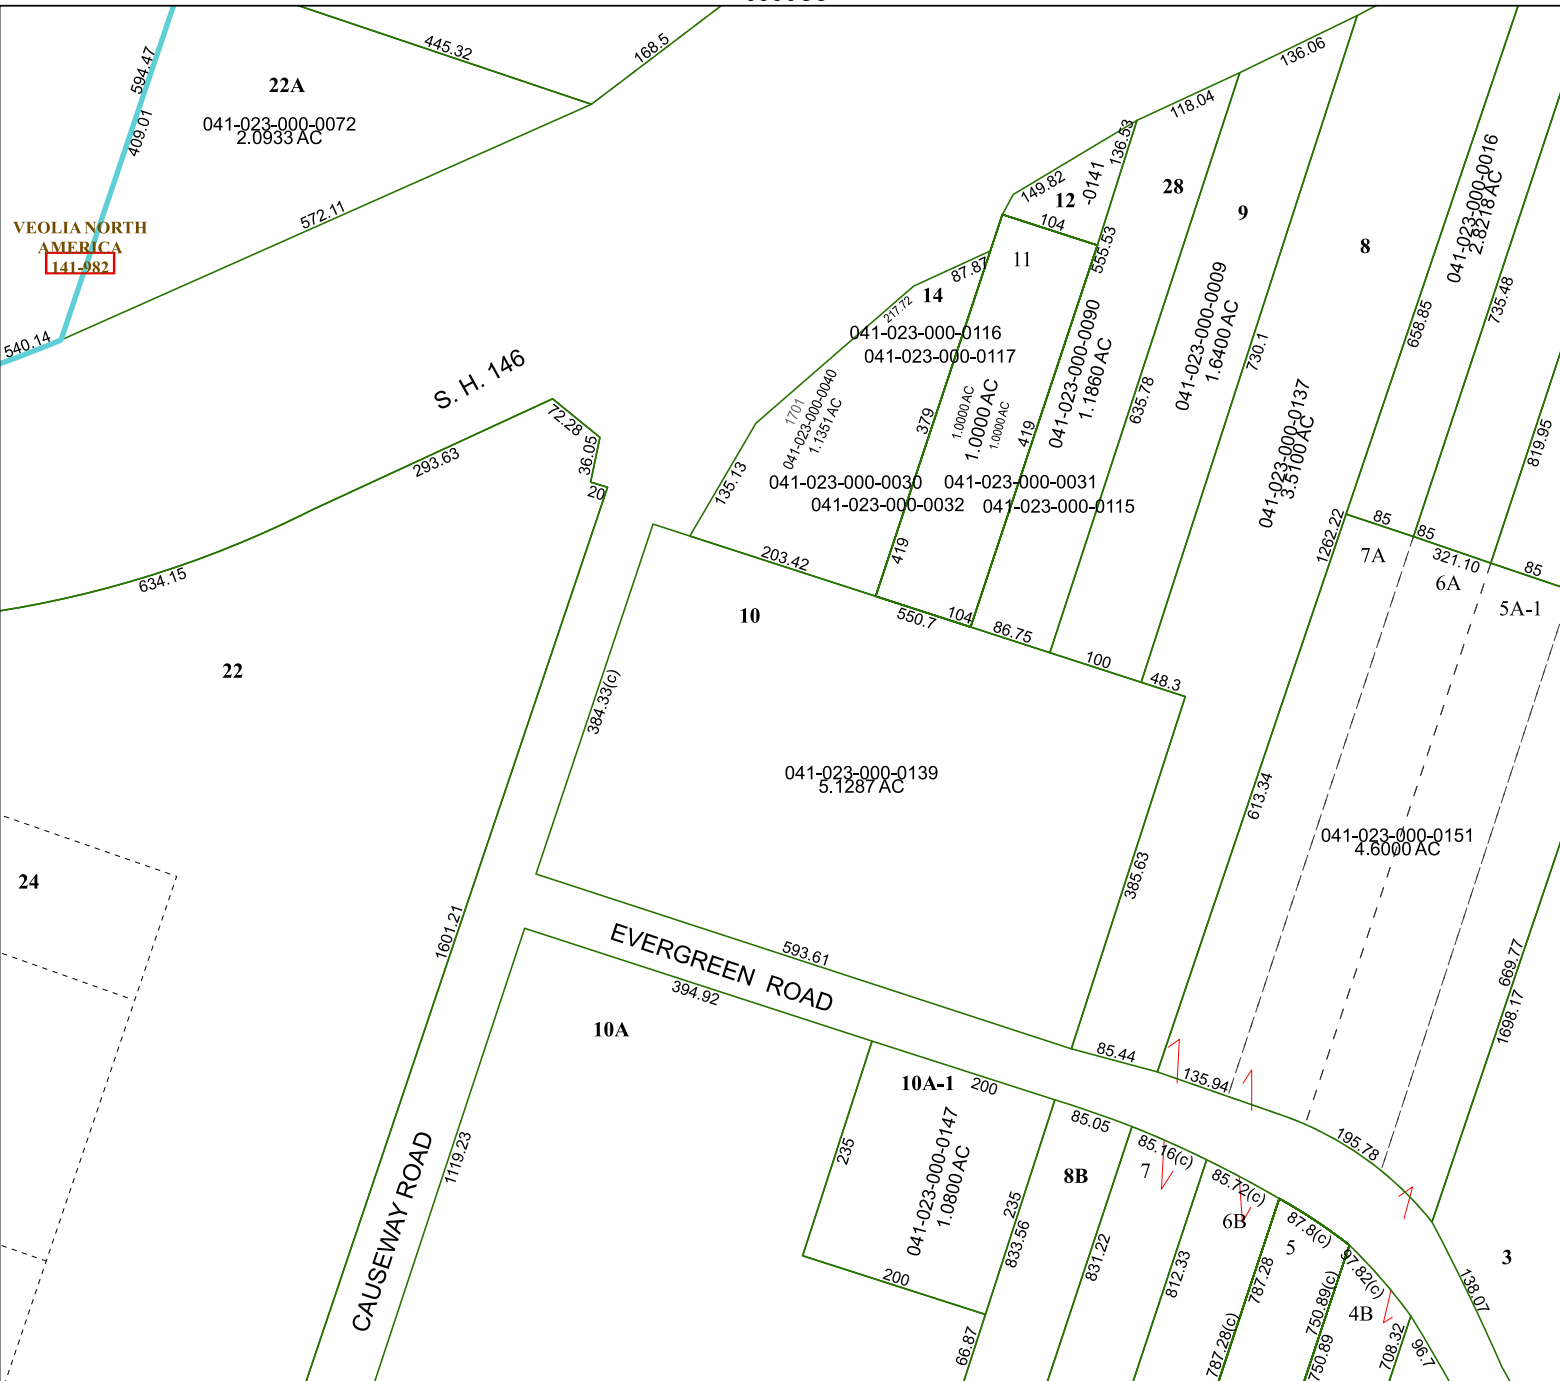 445.32
168.5
594.47
409.01
22A
041-023-000-0072
2.0933 AC
572.11
VEOLIA NORTH
AMERICA
141-982
540.14
136.06
118.04
136.53
149.82
12
-0141
104
28
9
8
041-023-000-0016
2.8218 AC
555.53
11
87.87
14
217.72
041-023-000-0116
041-023-000-0117
041-023-000-0090
1.1860 AC
041-023-000-0009
1.6400 AC
658.85
735.48
730.1
635.78
S. H. 146
1701
041-023-000-0040
1.1351 AC
379
1.0000 AC
1.0000 AC
1.0000 AC
419
041-023-000-0137
3.5100 AC
819.95
72.28
36.05
20
293.63
135.13
041-023-000-0030
041-023-000-0031
041-023-000-0032
041-023-000-0115
1262.22
85
85
321.10
85
7A
6A
5A-1
634.15
203.42
419
10
550.7
104
86.75
100
48.3
22
384.33(c)
041-023-000-0139
5.1287 AC
613.34
041-023-000-0151
4.6000 AC
24
385.63
1601.21
EVERGREEN ROAD
593.61
394.92
669.77
1698.17
10A
10A-1
200
85.44
135.94
195.78
041-023-000-0147
1.0800 AC
235
235
200
CAUSEWAY ROAD
1119.23
85.05
85.16(c)
85.72(c)
87.8(c)
97.82(c)
8B
7
6B
5
4B
3
138.07
833.56
831.22
812.33
787.28
787.28(c)
750.89(c)
750.89
708.32
96.7
66.87